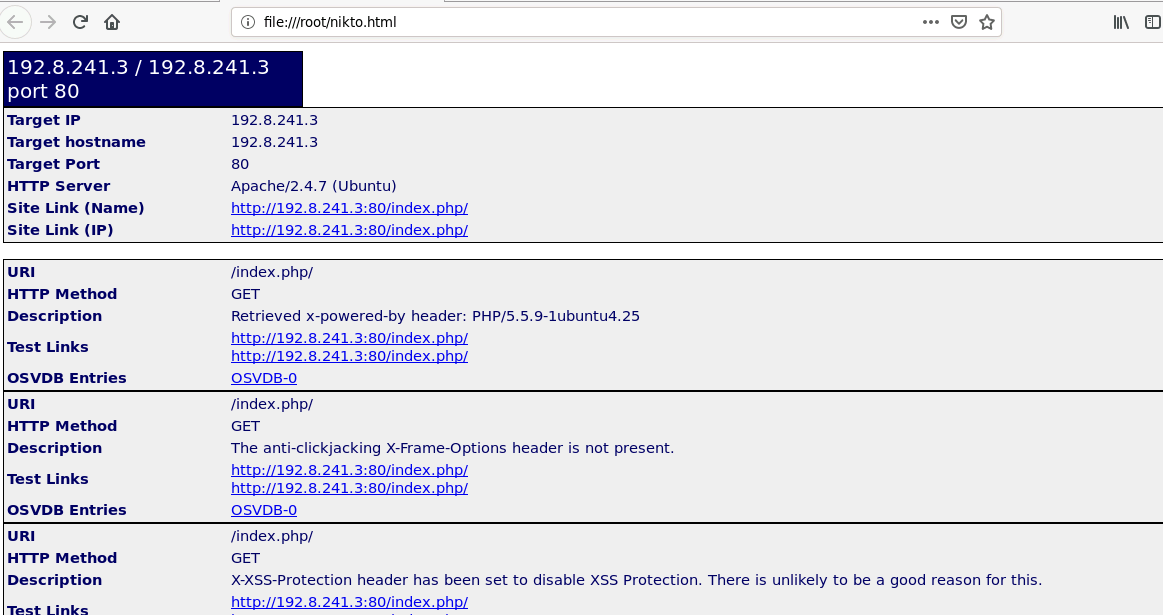 file:///root/nikto.html
192.8.241.3 / 192.8.241.3
port 80
Target IP 192.8.241.3
Target hostname 192.8.241.3
Target Port 80
HTTP Server Apache/2.4.7 (Ubuntu)
Site Link (Name) http://192.8.241.3:80/index.php/
Site Link (IP) http://192.8.241.3:80/index.php/
URI /index.php/
HTTP Method GET
Description Retrieved x-powered-by header: PHP/5.5.9-1ubuntu4.25
Test Links http://192.8.241.3:80/index.php/
http://192.8.241.3:80/index.php/
OSVDB Entries OSVDB-0
URI /index.php/
HTTP Method GET
Description The anti-clickjacking X-Frame-Options header is not present.
Test Links http://192.8.241.3:80/index.php/
http://192.8.241.3:80/index.php/
OSVDB Entries OSVDB-0
URI /index.php/
HTTP Method GET
Description X-XSS-Protection header has been set to disable XSS Protection. There is unlikely to be a good reason for this.
Test Links http://192.8.241.3:80/index.php/